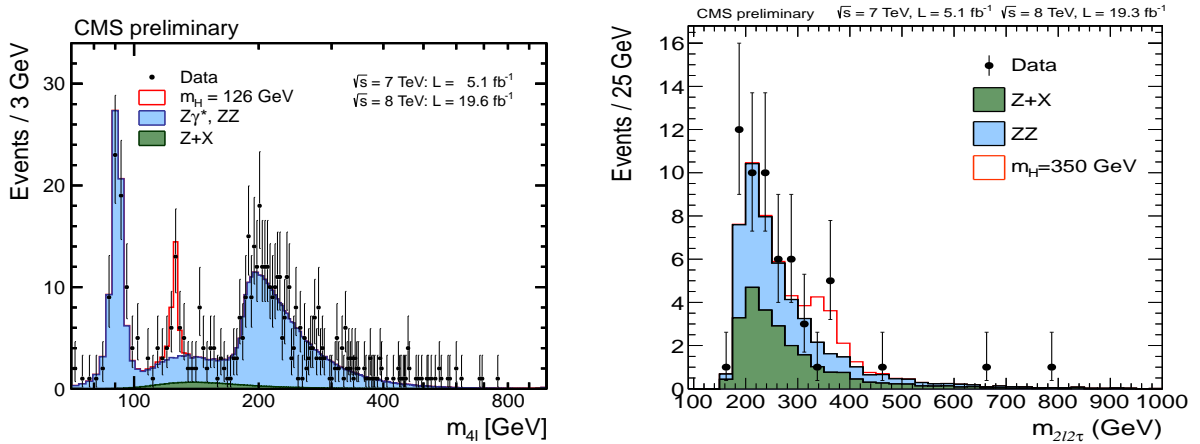 CMS preliminary
Events / 3 GeV
30
20
10
0
Data
m_H = 126 GeV
Zγ*, ZZ
Z+X
√s = 7 TeV: L = 5.1 fb⁻¹
√s = 8 TeV: L = 19.6 fb⁻¹
100 200 400 600 800
m_4l [GeV]
CMS preliminary √s = 7 TeV, L = 5.1 fb⁻¹ √s = 8 TeV, L = 19.3 fb⁻¹
Events / 25 GeV
16
14
12
10
8
6
4
2
0
Data
Z+X
ZZ
m_H=350 GeV
100 200 300 400 500 600 700 800 900 1000
m_2l2τ (GeV)